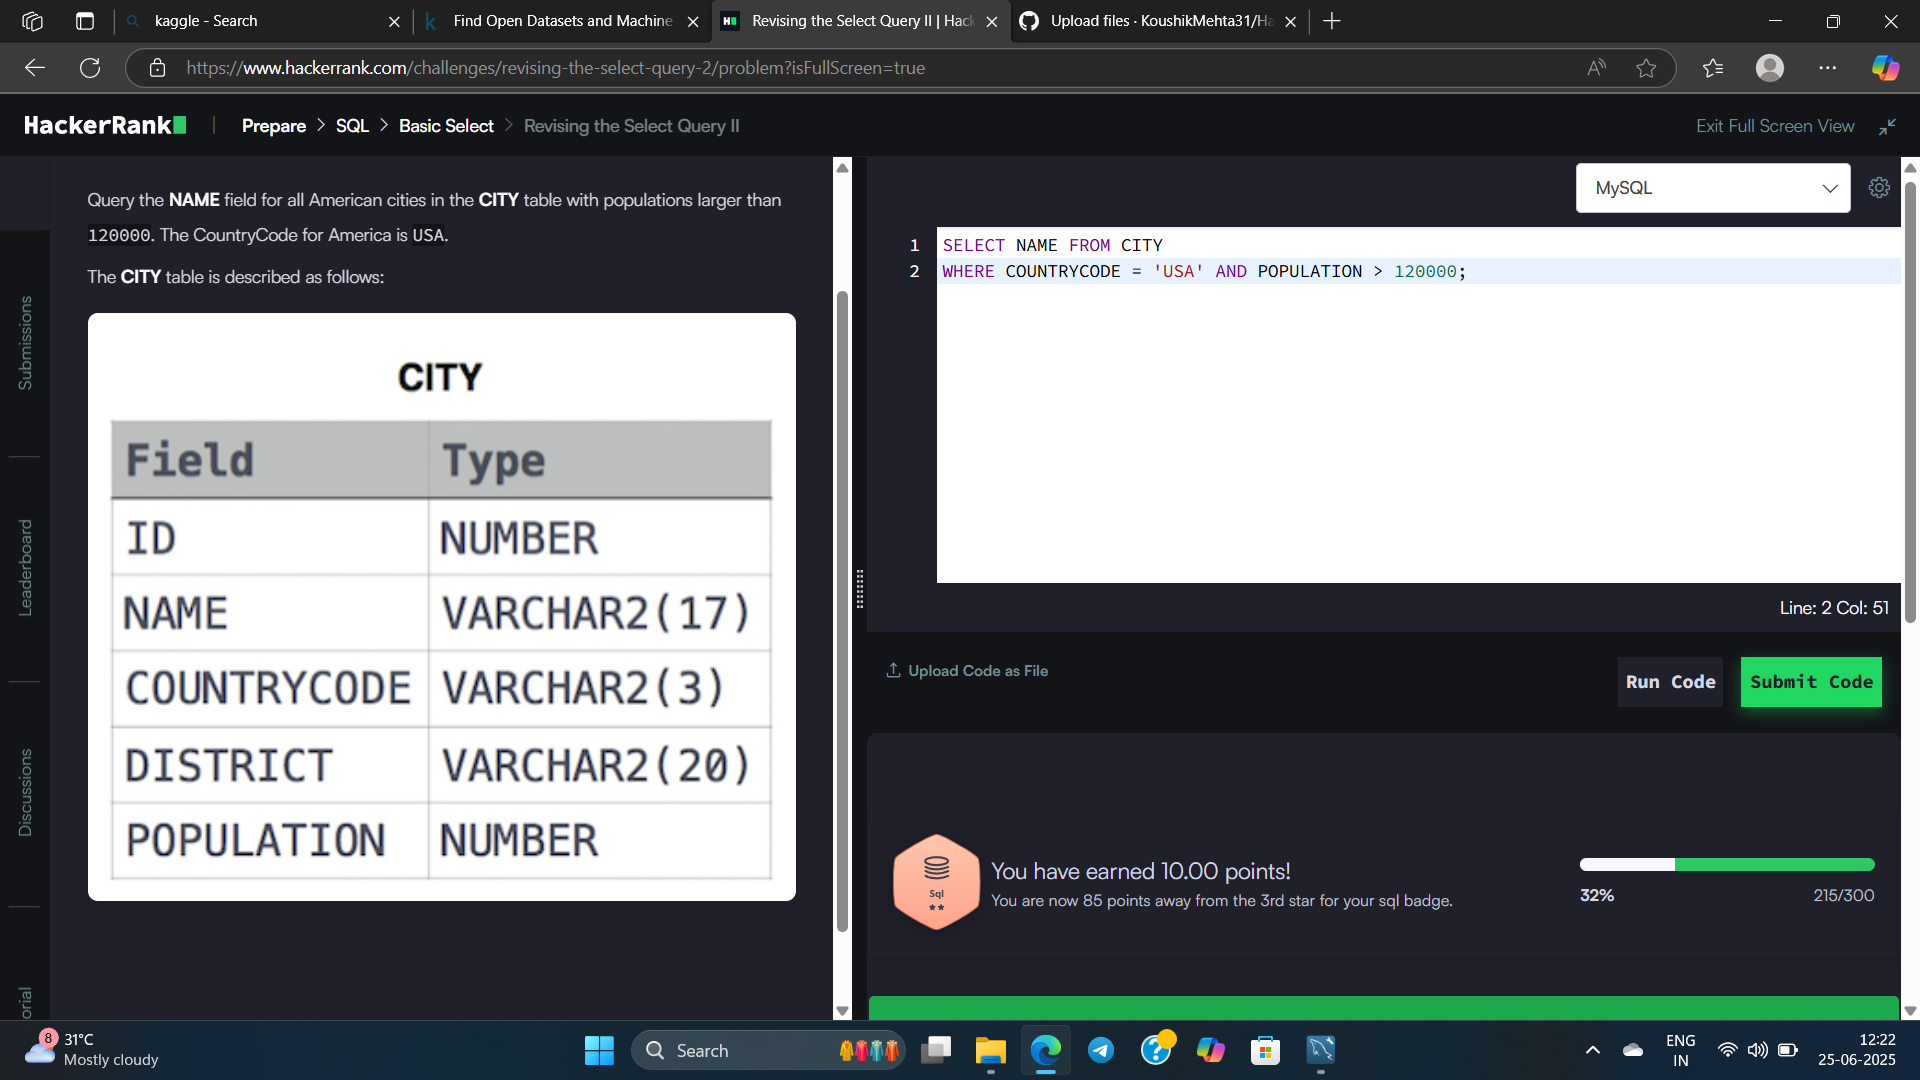 kaggle - Search
Find Open Datasets and Machine
Revising the Select Query II | Hack
Upload files · KoushikMehta31/Ha
https://www.hackerrank.com/challenges/revising-the-select-query-2/problem?isFullScreen=true
HackerRank
Prepare > SQL > Basic Select > Revising the Select Query II
Exit Full Screen View
Query the NAME field for all American cities in the CITY table with populations larger than
120000. The CountryCode for America is USA.
The CITY table is described as follows:
CITY
Field Type
ID NUMBER
NAME VARCHAR2(17)
COUNTRYCODE VARCHAR2(3)
DISTRICT VARCHAR2(20)
POPULATION NUMBER
Submissions
Leaderboard
Discussions
orial
MySQL
1 SELECT NAME FROM CITY
2 WHERE COUNTRYCODE = 'USA' AND POPULATION > 120000;
Line: 2 Col: 51
Upload Code as File
Run Code
Submit Code
Sql
You have earned 10.00 points!
You are now 85 points away from the 3rd star for your sql badge.
32% 215/300
8
31°C
Mostly cloudy
Search
ENG
IN
12:22
25-06-2025